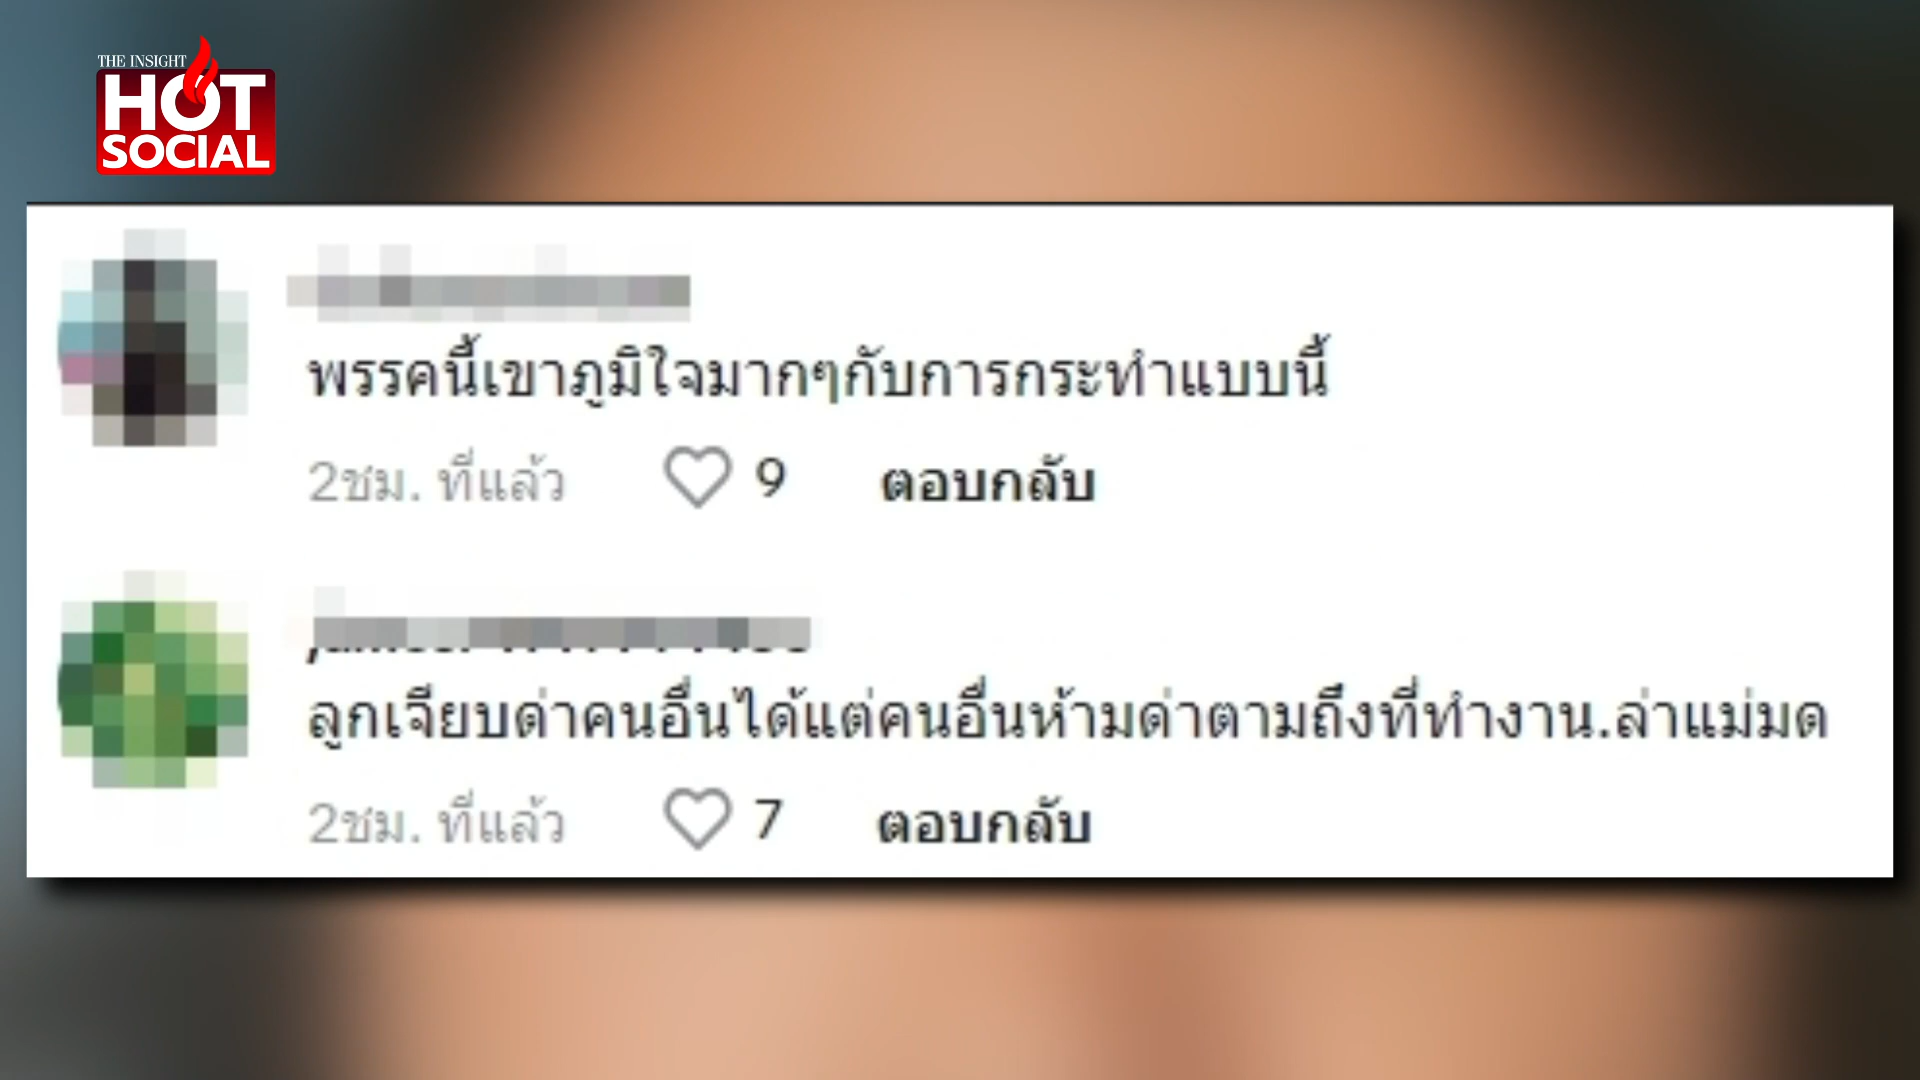 THE INSIGHT
HOT
SOCIAL
พรรคนี้เขาภูมิใจมากๆกับการกระทำแบบนี้
2ชม. ที่แล้ว 9 ตอบกลับ
ลูกเจี๊ยบด่าคนอื่นได้แต่คนอื่นห้ามด่าตามถึงที่ทำงาน.ล่าแม่มด
2ชม. ที่แล้ว 7 ตอบกลับ